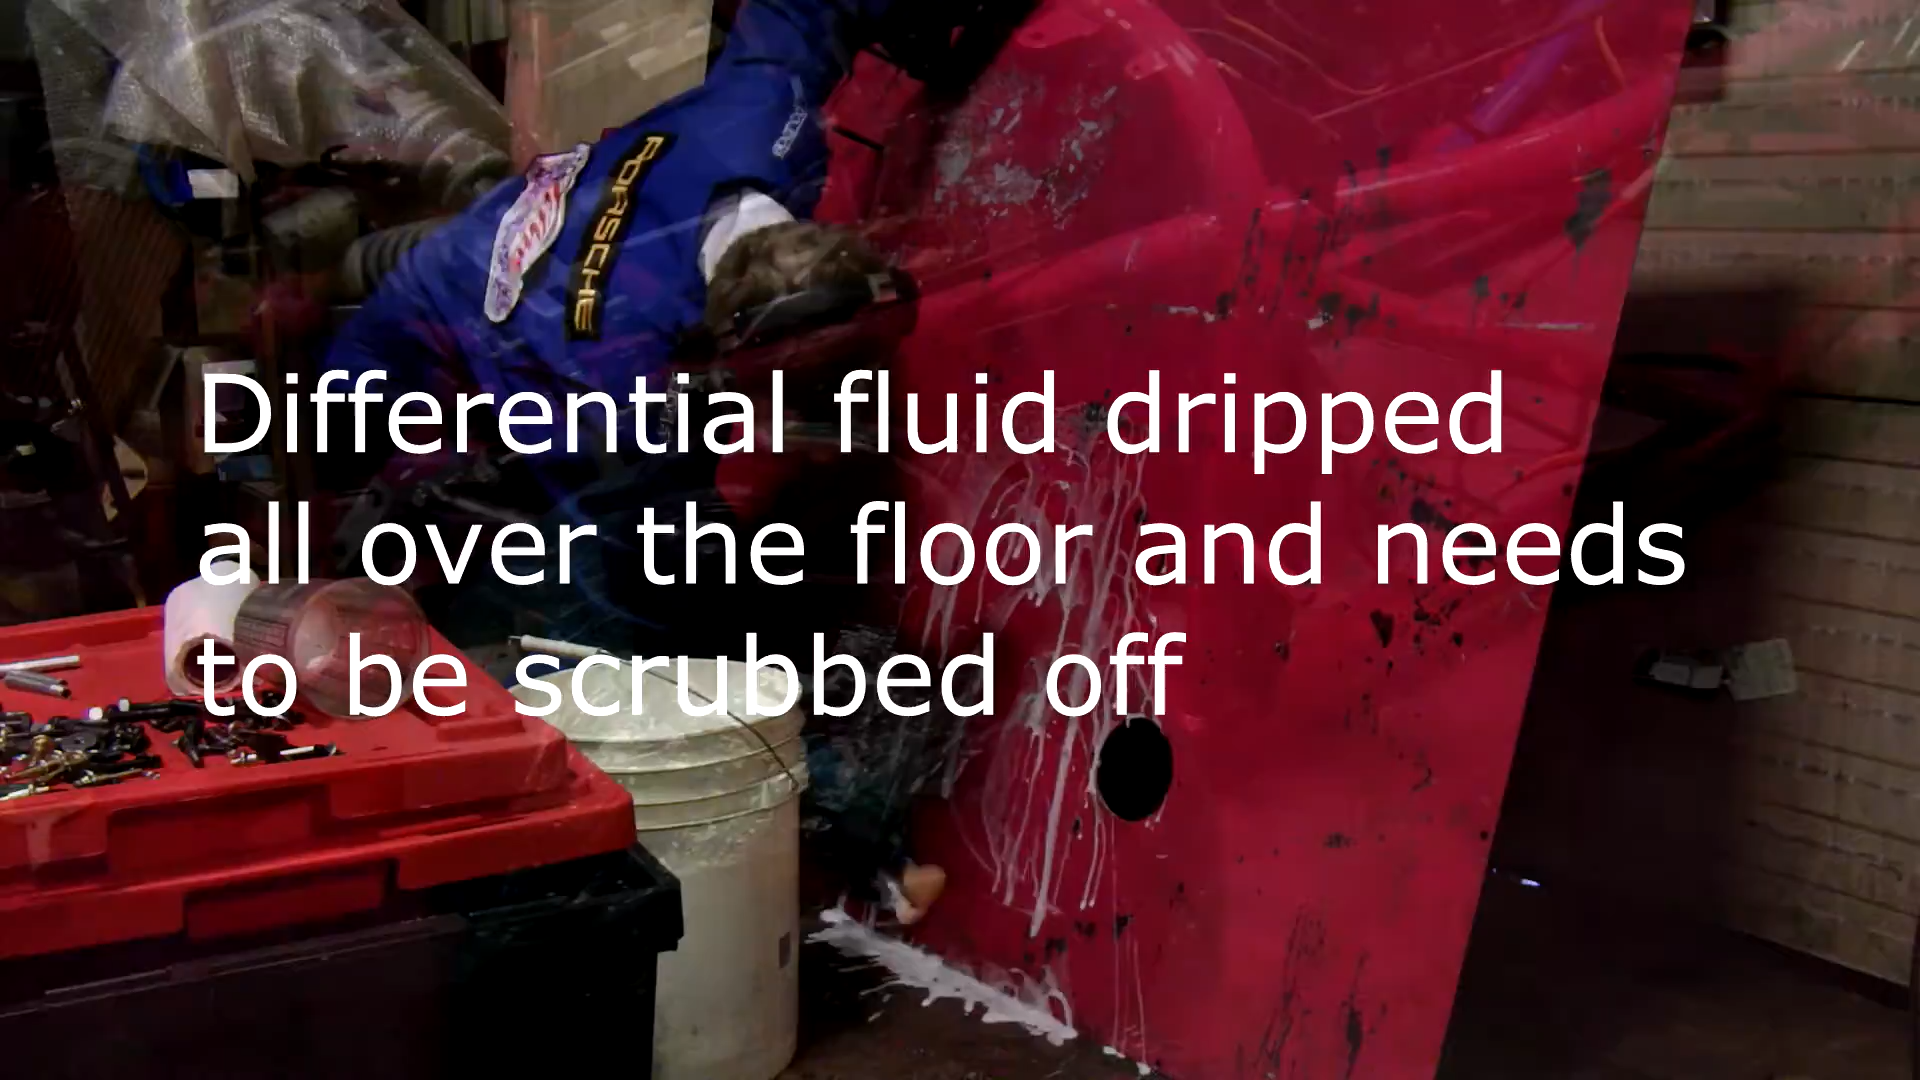 PORSCHE
Differential fluid dripped
all over the floor and needs
to be scrubbed off